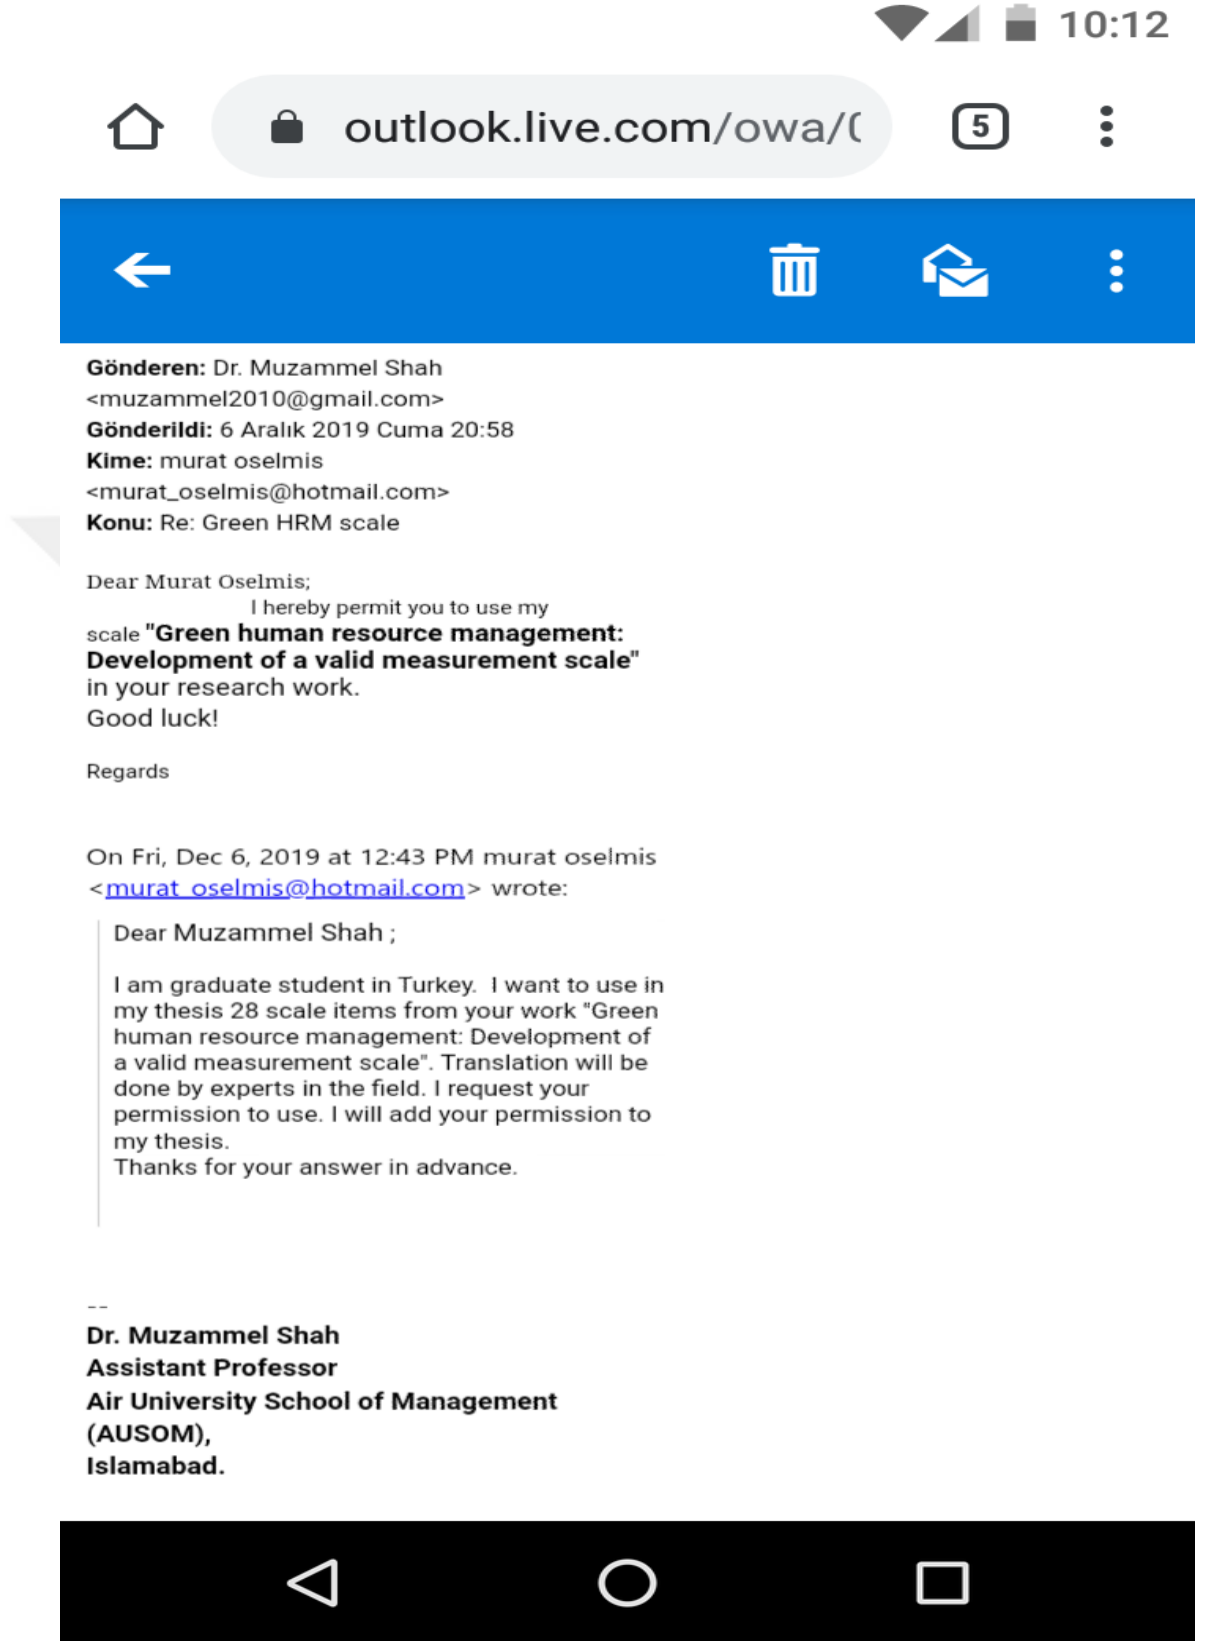 10:12
outlook.live.com/owa/
5
Gönderen: Dr. Muzammel Shah
<muzammel2010@gmail.com>
Gönderildi: 6 Aralık 2019 Cuma 20:58
Kime: murat oselmis
<murat_oselmis@hotmail.com>
Konu: Re: Green HRM scale
Dear Murat Oselmis;
I hereby permit you to use my
scale "Green human resource management:
Development of a valid measurement scale"
in your research work.
Good luck!
Regards
On Fri, Dec 6, 2019 at 12:43 PM murat oselmis
<murat_oselmis@hotmail.com> wrote:
Dear Muzammel Shah ;
I am graduate student in Turkey.  I want to use in
my thesis 28 scale items from your work "Green
human resource management: Development of
a valid measurement scale". Translation will be
done by experts in the field. I request your
permission to use. I will add your permission to
my thesis.
Thanks for your answer in advance.
--
Dr. Muzammel Shah
Assistant Professor
Air University School of Management
(AUSOM),
Islamabad.